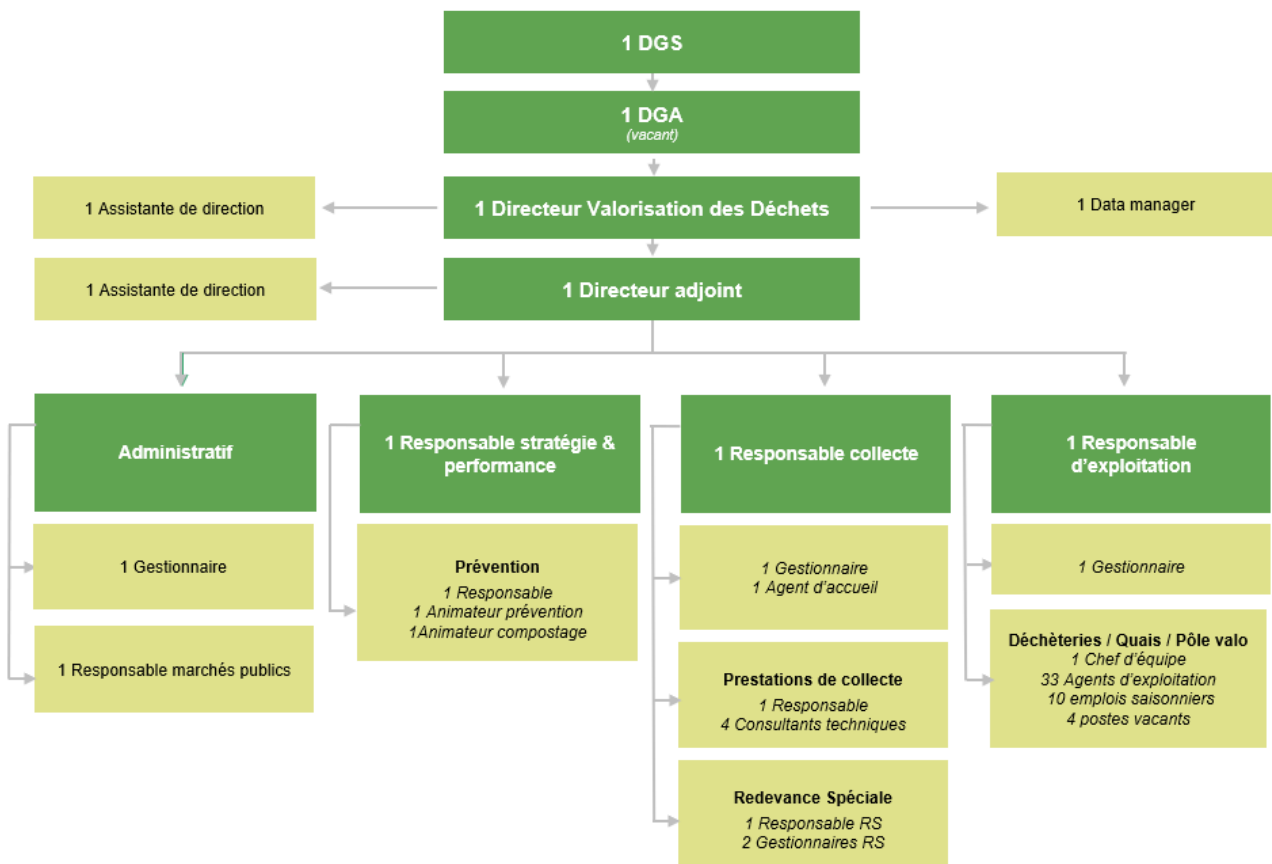 1 DGS
1 DGA
(vacant)
1 Assistante de direction
1 Directeur Valorisation des Déchets
1 Data manager
1 Assistante de direction
1 Directeur adjoint
Administratif
1 Gestionnaire
1 Responsable marchés publics
1 Responsable stratégie &
performance
Prévention
1 Responsable
1 Animateur prévention
1Animateur compostage
1 Responsable collecte
1 Gestionnaire
1 Agent d'accueil
Prestations de collecte
1 Responsable
4 Consultants techniques
Redevance Spéciale
1 Responsable RS
2 Gestionnaires RS
1 Responsable
d'exploitation
1 Gestionnaire
Déchèteries / Quais / Pôle valo
1 Chef d'équipe
33 Agents d'exploitation
10 emplois saisonniers
4 postes vacants